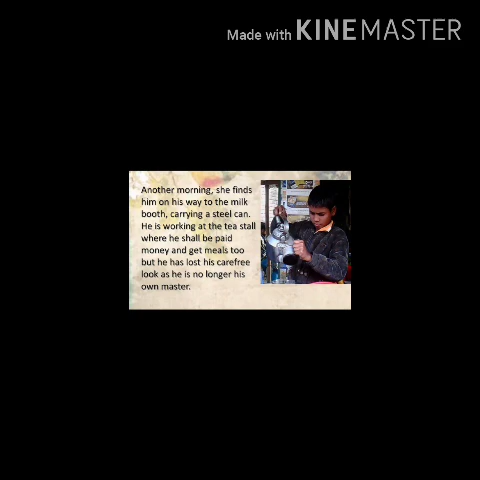 Made with KINEMASTER
Another morning, she finds
him on his way to the milk
booth, carrying a steel can.
He is working at the tea stall
where he shall be paid
money and get meals too
but he has lost his carefree
look as he is no longer his
own master.